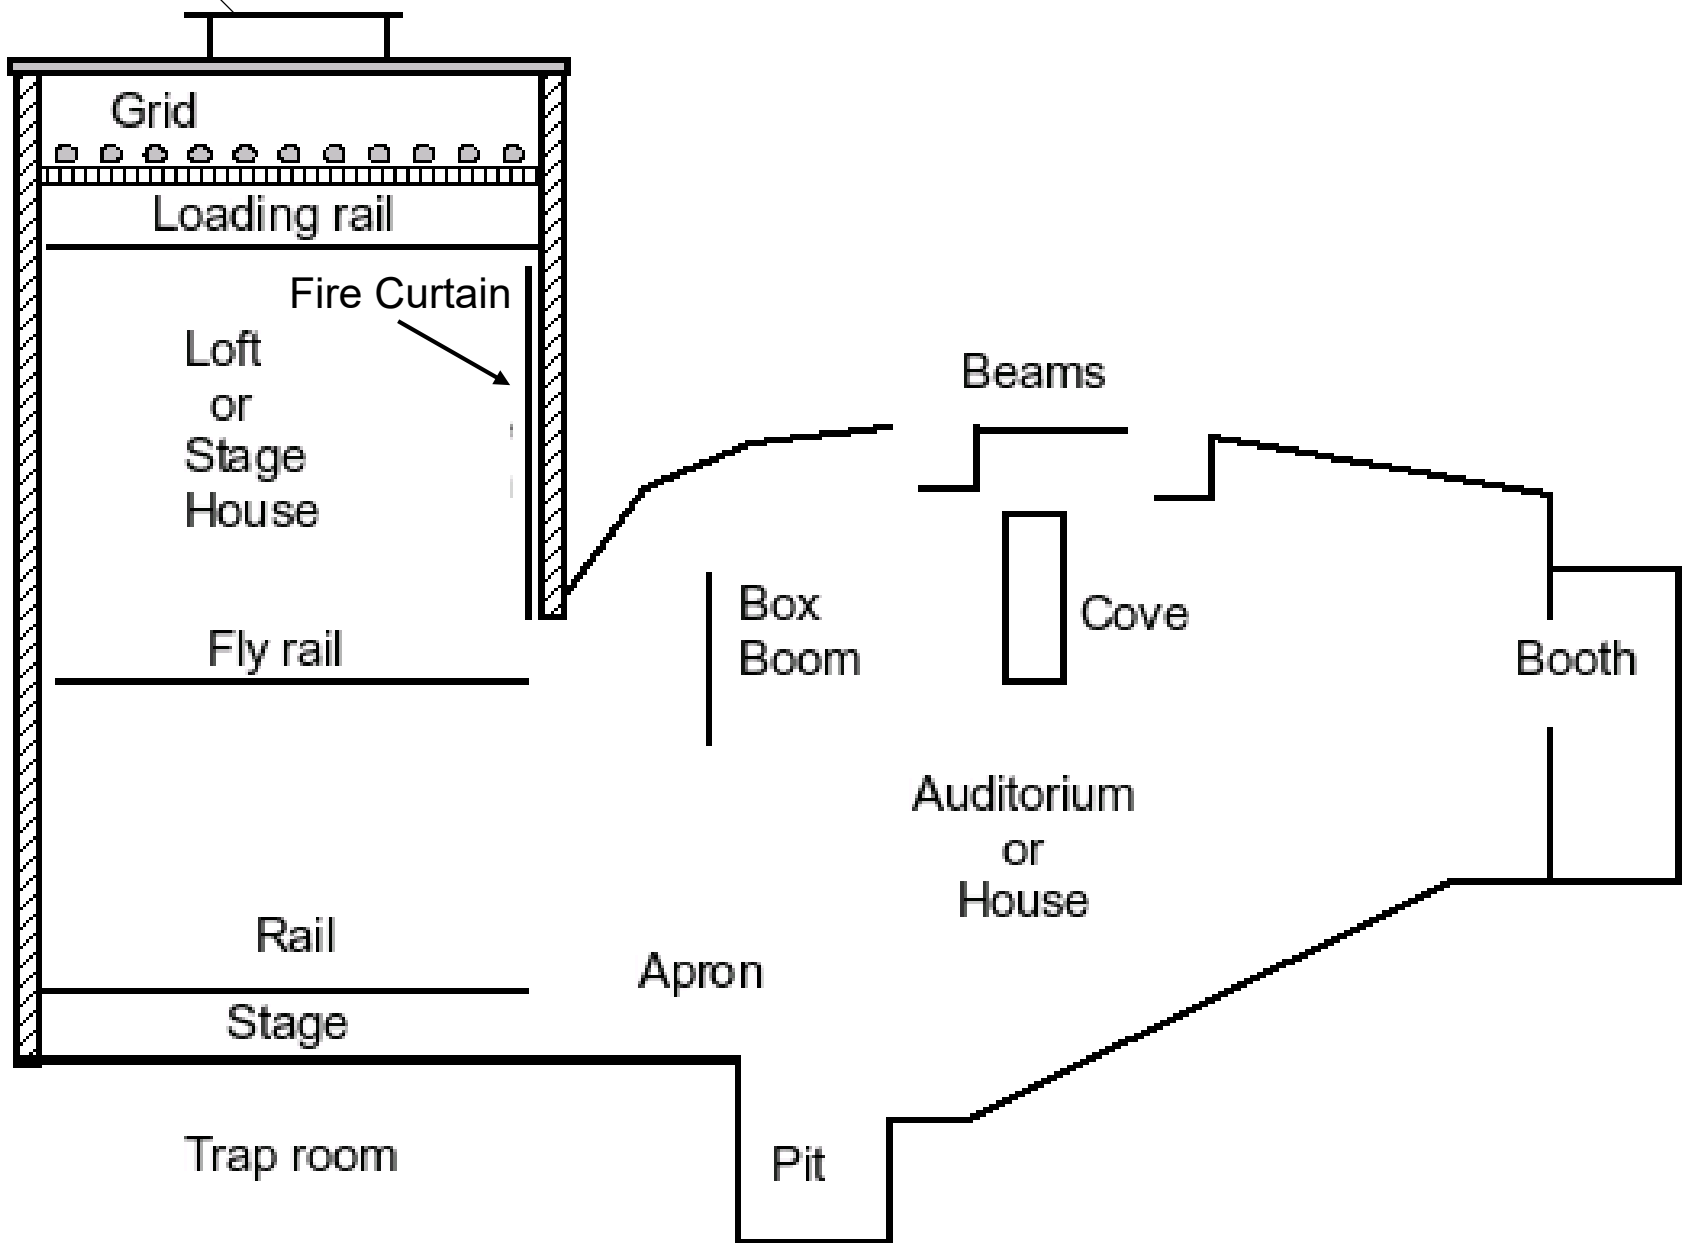 Grid
Loading rail
Fire Curtain
Loft
or
Stage
House
Beams
Box
Boom
Cove
Fly rail
Booth
Auditorium
or
House
Rail
Apron
Stage
Trap room
Pit